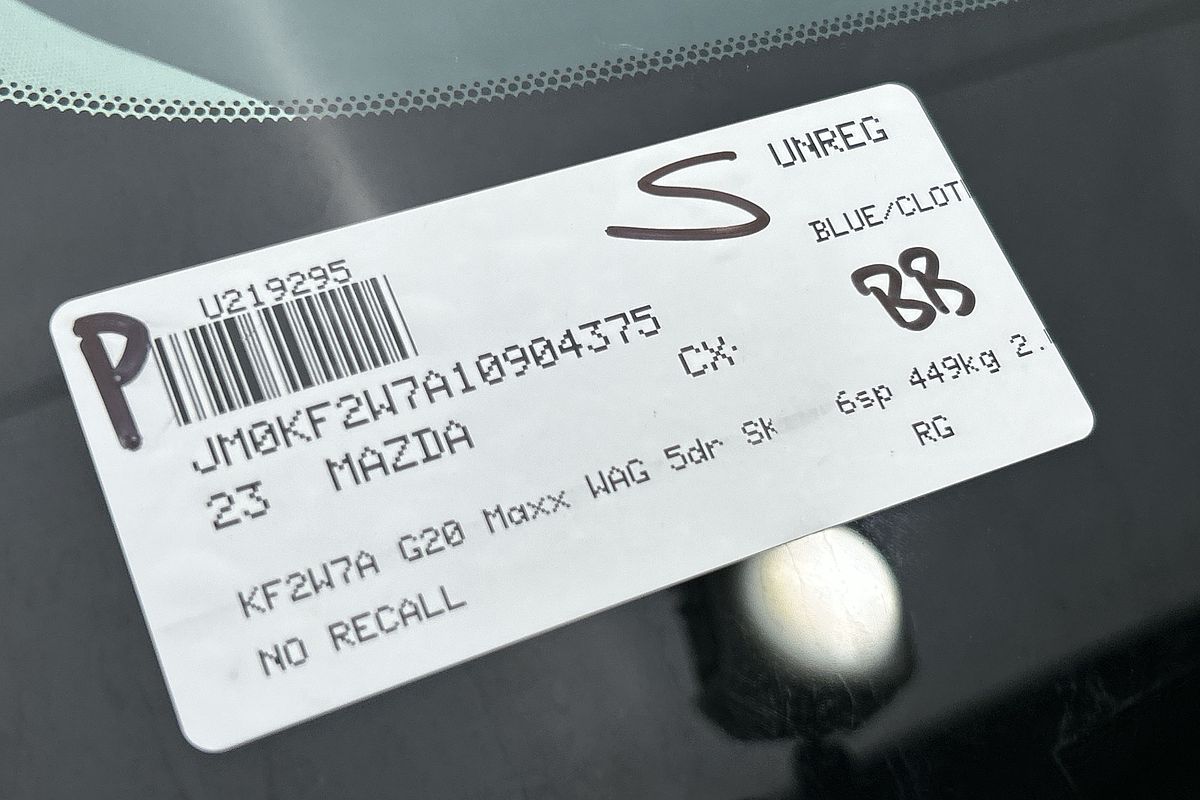 S UNREG
U219295 BLUE/CLOT
P BB
JM0KF2W7A10904375 CX-
23 MAZDA 6sp 449kg 2.
KF2W7A G20 Maxx WAG 5dr Sk RG
NO RECALL